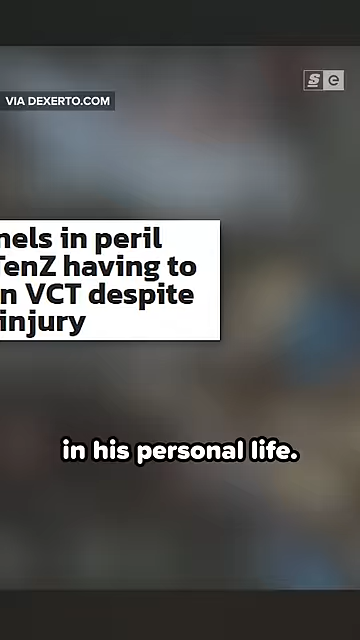 S e
VIA DEXERTO.COM
nels in peril
TenZ having to
n VCT despite
injury
in his personal life.